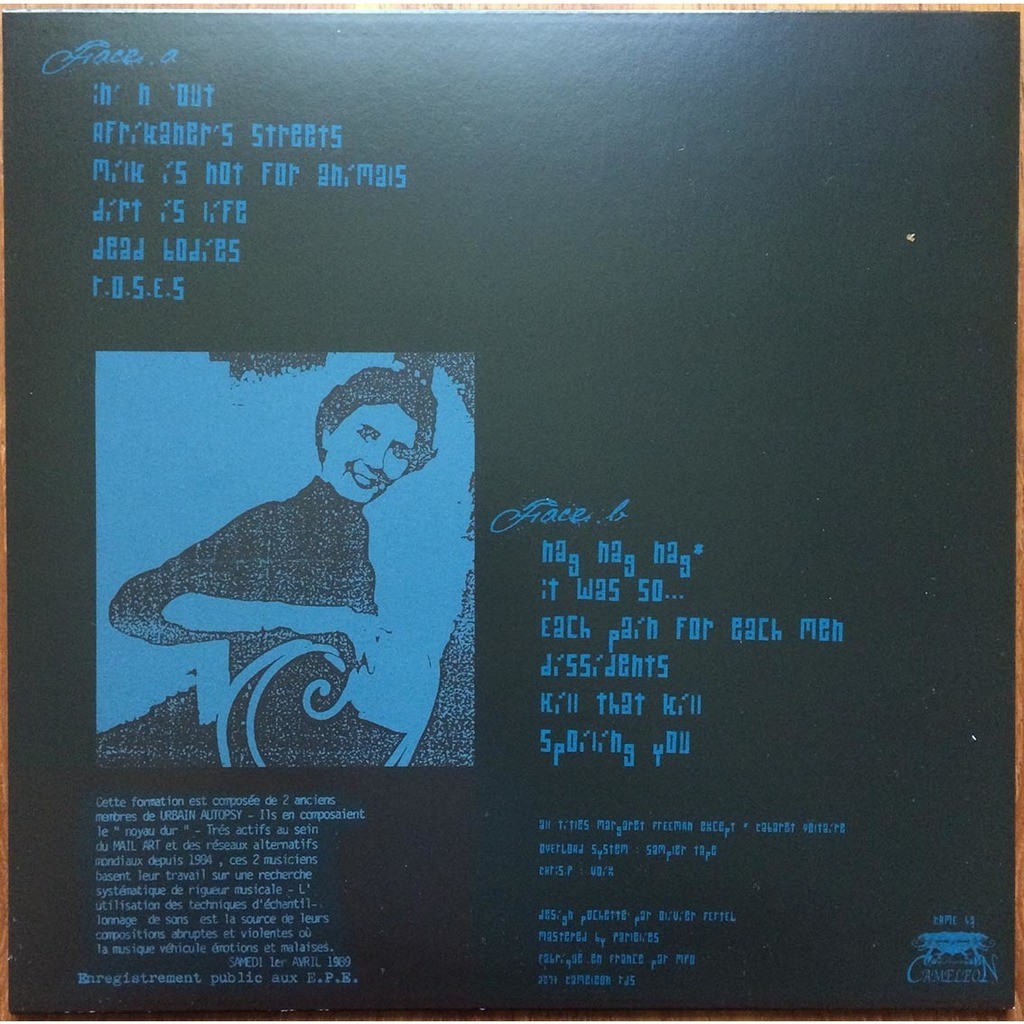 Face. a
in' n 'out
Afrikaner's streets
Milk is not for animals
dirt is life
dead bodies
r.O.S.E.S
Face. b
nag nag nag*
it was so...
Each pain for each men
dissidents
kill that kill
spoiling you
Cette formation est composée de 2 anciens
membres de URBAIN AUTOPSY - Ils en composaient
le " noyau dur " - Trés actifs au sein
du MAIL ART et des réseaux alternatifs
mondiaux depuis 1984 , ces 2 musiciens
basent leur travail sur une recherche
systématique de rigueur musicale - L'
utilisation des techniques d'échantil-
lonnage de sons est la source de leurs
compositions abruptes et violentes où
la musique véhicule émotions et malaises.
SAMEDI 1er AVRIL 1989
Enregistrement public aux E.P.E.
all titles margaret freeman except * cabaret voltaire
overload system : sampler tape
chris.p : voix
design pochette par olivier
mastered by
fabriqué en france par mpo
cameleon
came
CAMELEON